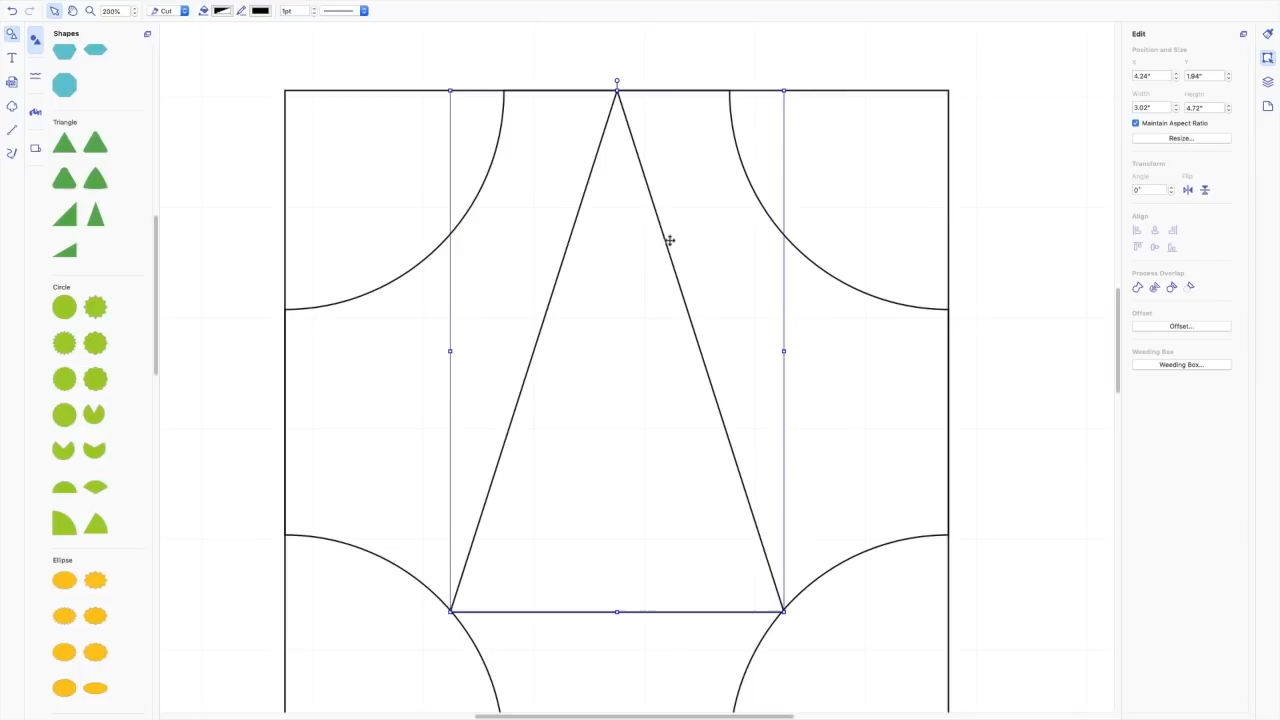 200%
Cut
1pt
Shapes
Triangle
Circle
Ellipse
Edit
Position and Size
X Y
4.24" 1.94"
Width Height
3.02" 4.72"
Maintain Aspect Ratio
Resize...
Transform
Angle Flip
0°
Align
Process Overlap
Offset
Offset...
Weeding Box
Weeding Box...